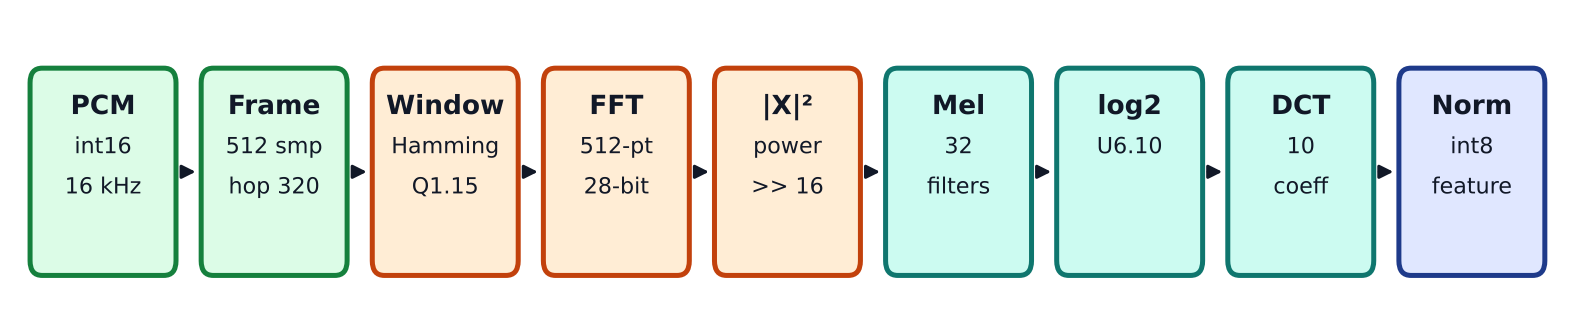 PCM
int16
16 kHz
Frame
512 smp
hop 320
Window
Hamming
Q1.15
FFT
512-pt
28-bit
|X|²
power
>> 16
Mel
32
filters
log2
U6.10
DCT
10
coeff
Norm
int8
feature